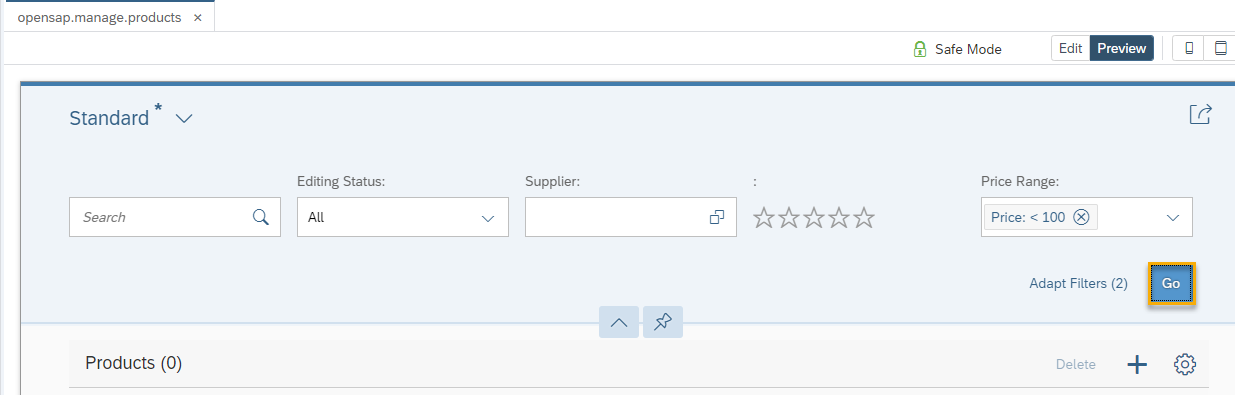 opensap.manage.products ×
Safe Mode Edit Preview
Standard *
Editing Status: Supplier: : Price Range:
Search All Price: < 100
Adapt Filters (2) Go
Products (0) Delete